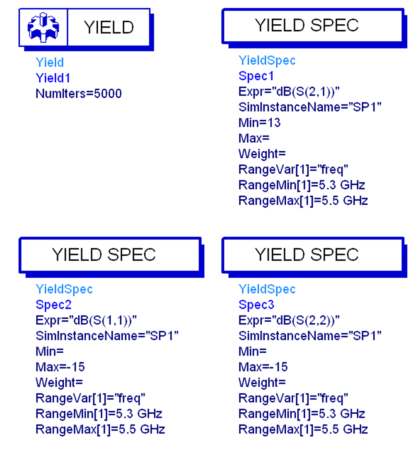 YIELD
Yield
Yield1
NumIters=5000
YIELD SPEC
YieldSpec
Spec1
Expr="dB(S(2,1))"
SimInstanceName="SP1"
Min=13
Max=
Weight=
RangeVar[1]="freq"
RangeMin[1]=5.3 GHz
RangeMax[1]=5.5 GHz
YIELD SPEC
YieldSpec
Spec2
Expr="dB(S(1,1))"
SimInstanceName="SP1"
Min=
Max=-15
Weight=
RangeVar[1]="freq"
RangeMin[1]=5.3 GHz
RangeMax[1]=5.5 GHz
YIELD SPEC
YieldSpec
Spec3
Expr="dB(S(2,2))"
SimInstanceName="SP1"
Min=
Max=-15
Weight=
RangeVar[1]="freq"
RangeMin[1]=5.3 GHz
RangeMax[1]=5.5 GHz